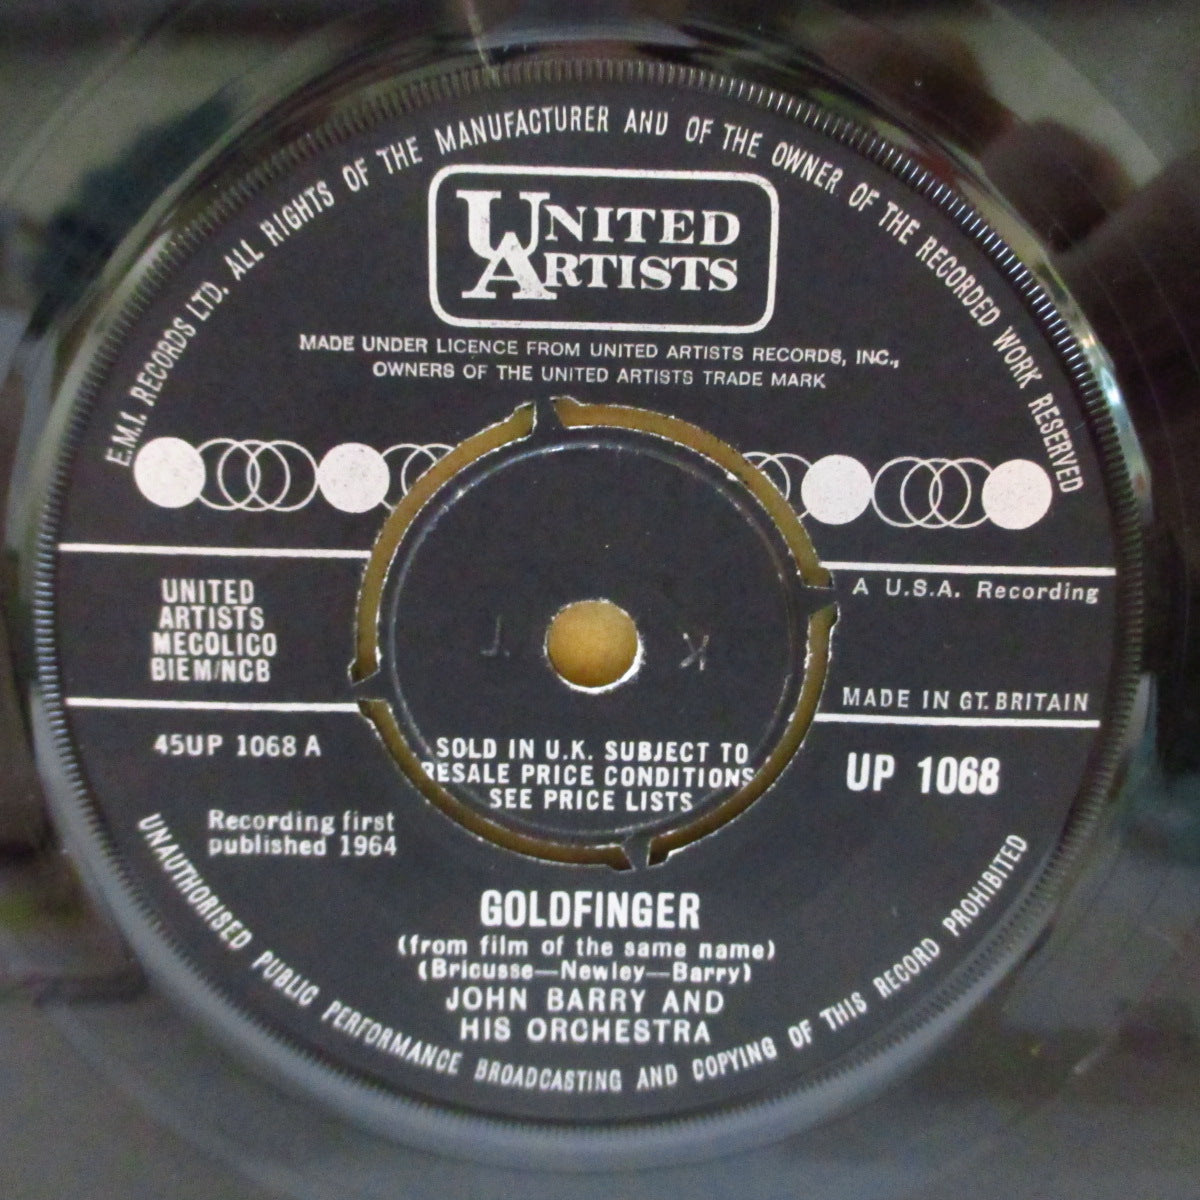 E.M.I. RECORDS LTD. ALL RIGHTS OF THE MANUFACTURER AND OF THE OWNER OF THE RECORDED WORK RESERVED
UNITED
ARTISTS
MADE UNDER LICENCE FROM UNITED ARTISTS RECORDS, INC.,
OWNERS OF THE UNITED ARTISTS TRADE MARK
UNITED
ARTISTS
MECOLICO
BIEM/NCB
A U.S.A. Recording
MADE IN GT. BRITAIN
J. K
45UP 1068 A
SOLD IN U.K. SUBJECT TO
RESALE PRICE CONDITIONS
SEE PRICE LISTS
UP 1068
Recording first
published 1964
GOLDFINGER
(from film of the same name)
(Bricusse—Newley—Barry)
JOHN BARRY AND
HIS ORCHESTRA
UNAUTHORISED PUBLIC PERFORMANCE BROADCASTING AND COPYING OF THIS RECORD PROHIBITED